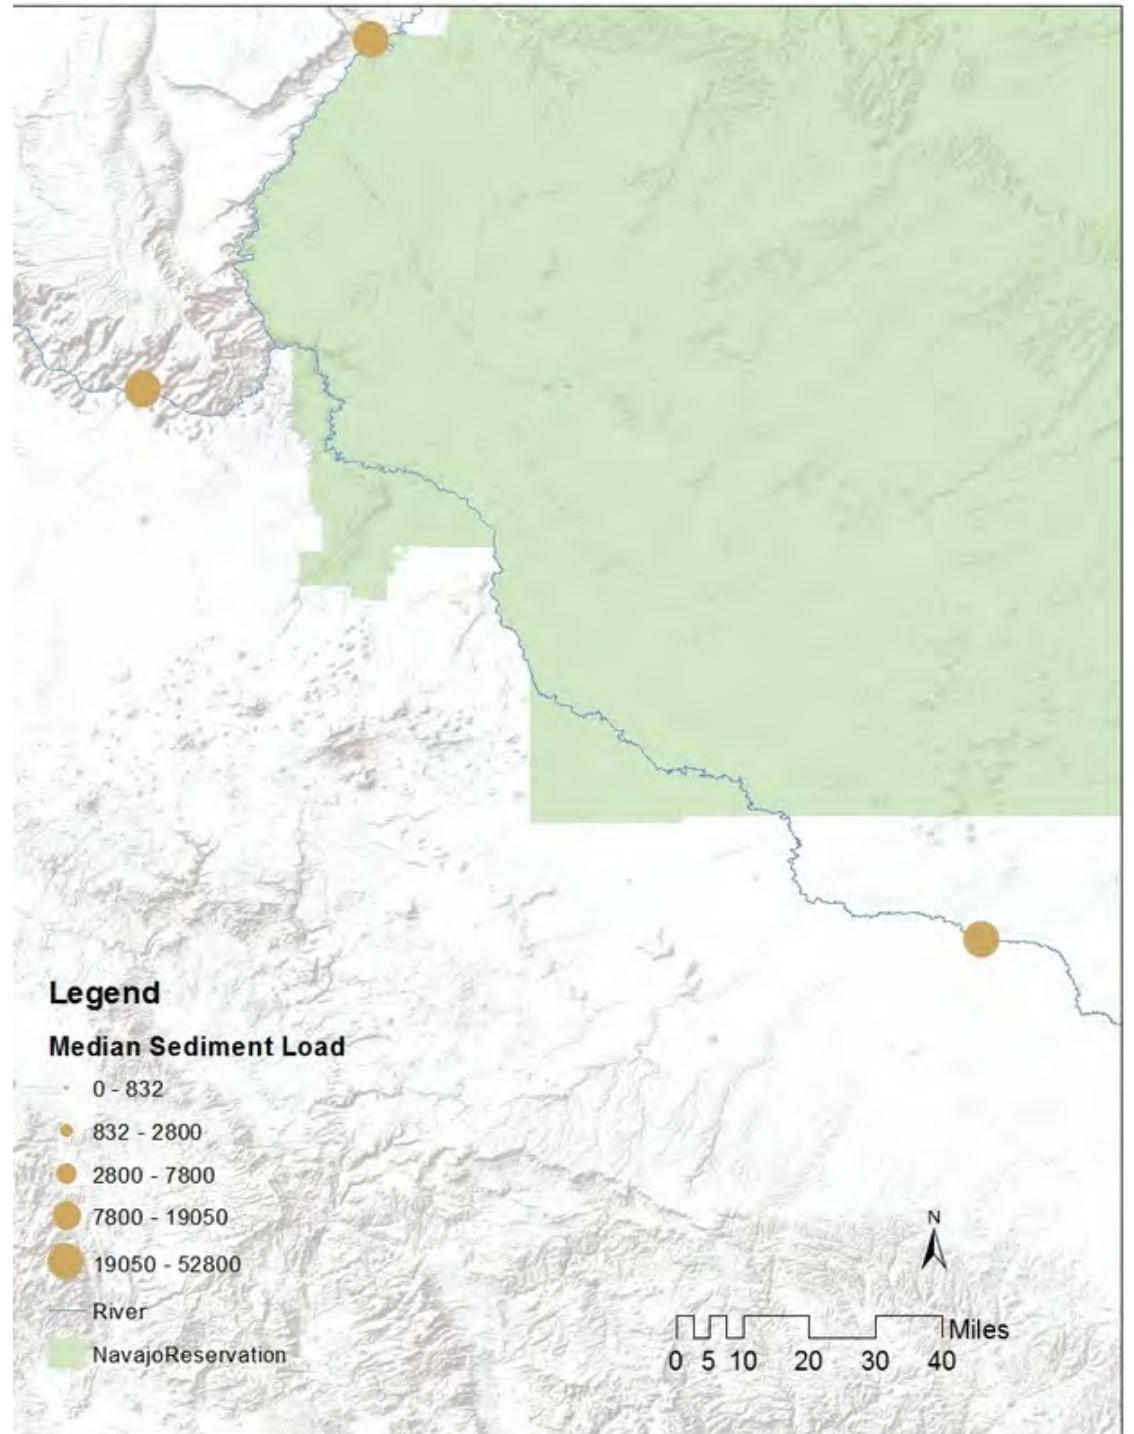 Legend
Median Sediment Load
0 - 832
832 - 2800
2800 - 7800
7800 - 19050
19050 - 52800
River
NavajoReservation
N
Miles
0 5 10 20 30 40